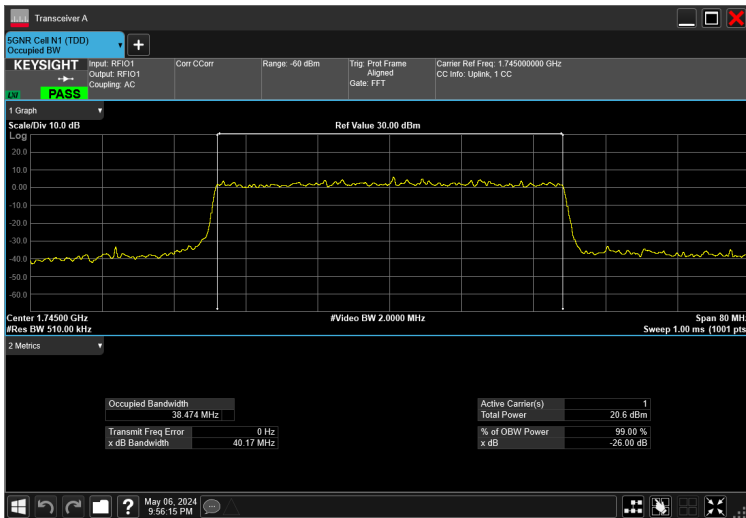 Transceiver A
5GNR Cell N1 (TDD)
Occupied BW
+
KEYSIGHT
LXI
PASS
Input: RFIO1
Output: RFIO1
Coupling: AC
Corr CCorr
Range: -60 dBm
Trig: Prot Frame
Aligned
Gate: FFT
Carrier Ref Freq: 1.745000000 GHz
CC Info: Uplink, 1 CC
1 Graph
Scale/Div 10.0 dB
Ref Value 30.00 dBm
Log
20.0
10.0
0.00
-10.0
-20.0
-30.0
-40.0
-50.0
-60.0
Center 1.74500 GHz
#Video BW 2.0000 MHz
Span 80 MHz
#Res BW 510.00 kHz
Sweep 1.00 ms (1001 pts
2 Metrics
Occupied Bandwidth
38.474 MHz
Transmit Freq Error 0 Hz
x dB Bandwidth 40.17 MHz
Active Carrier(s) 1
Total Power 20.6 dBm
% of OBW Power 99.00 %
x dB -26.00 dB
?
May 06, 2024
9:56:15 PM